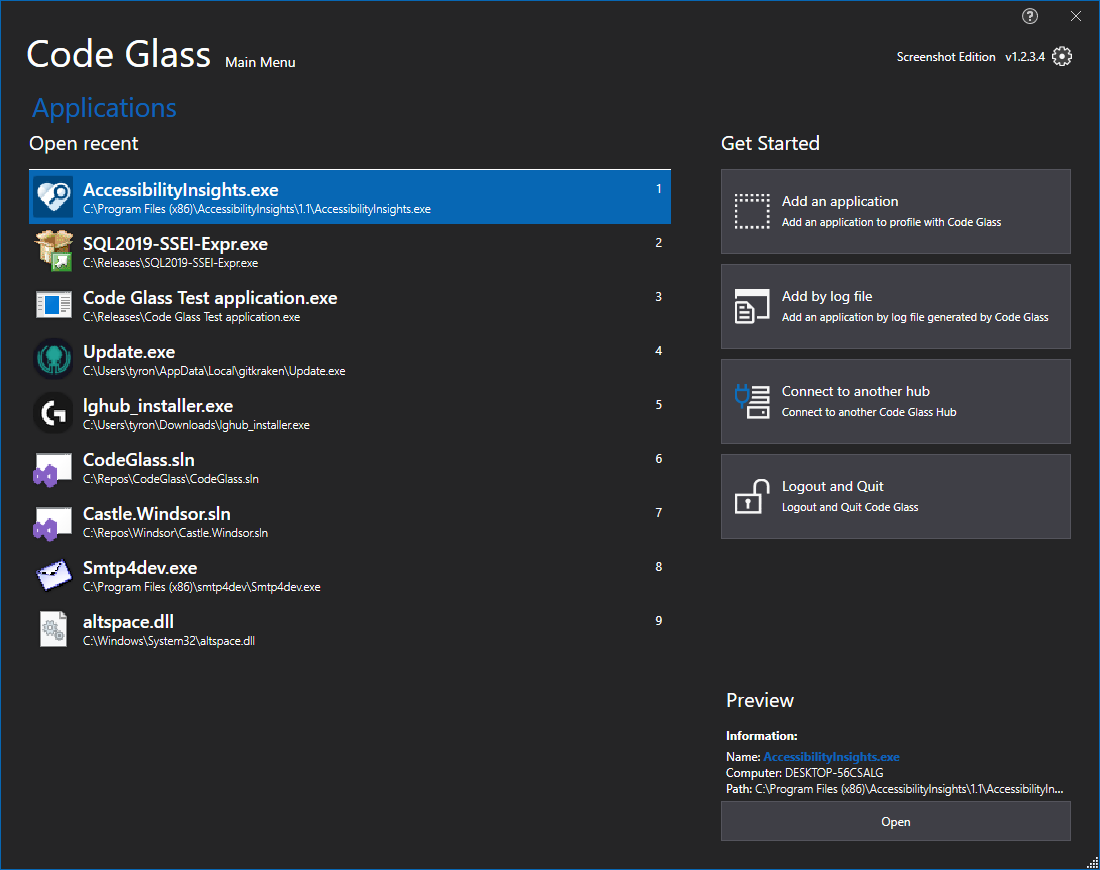 Code Glass Main Menu
Screenshot Edition v1.2.3.4
Applications
Open recent
AccessibilityInsights.exe 1
C:\Program Files (x86)\AccessibilityInsights\1.1\AccessibilityInsights.exe
SQL2019-SSEI-Expr.exe 2
C:\Releases\SQL2019-SSEI-Expr.exe
Code Glass Test application.exe 3
C:\Releases\Code Glass Test application.exe
Update.exe 4
C:\Users\tyron\AppData\Local\gitkraken\Update.exe
lghub_installer.exe 5
C:\Users\tyron\Downloads\lghub_installer.exe
CodeGlass.sln 6
C:\Repos\CodeGlass\CodeGlass.sln
Castle.Windsor.sln 7
C:\Repos\Windsor\Castle.Windsor.sln
Smtp4dev.exe 8
C:\Program Files (x86)\smtp4dev\Smtp4dev.exe
altspace.dll 9
C:\Windows\System32\altspace.dll
Get Started
Add an application
Add an application to profile with Code Glass
Add by log file
Add an application by log file generated by Code Glass
Connect to another hub
Connect to another Code Glass Hub
Logout and Quit
Logout and Quit Code Glass
Preview
Information:
Name: AccessibilityInsights.exe
Computer: DESKTOP-56CSALG
Path: C:\Program Files (x86)\AccessibilityInsights\1.1\AccessibilityIn...
Open